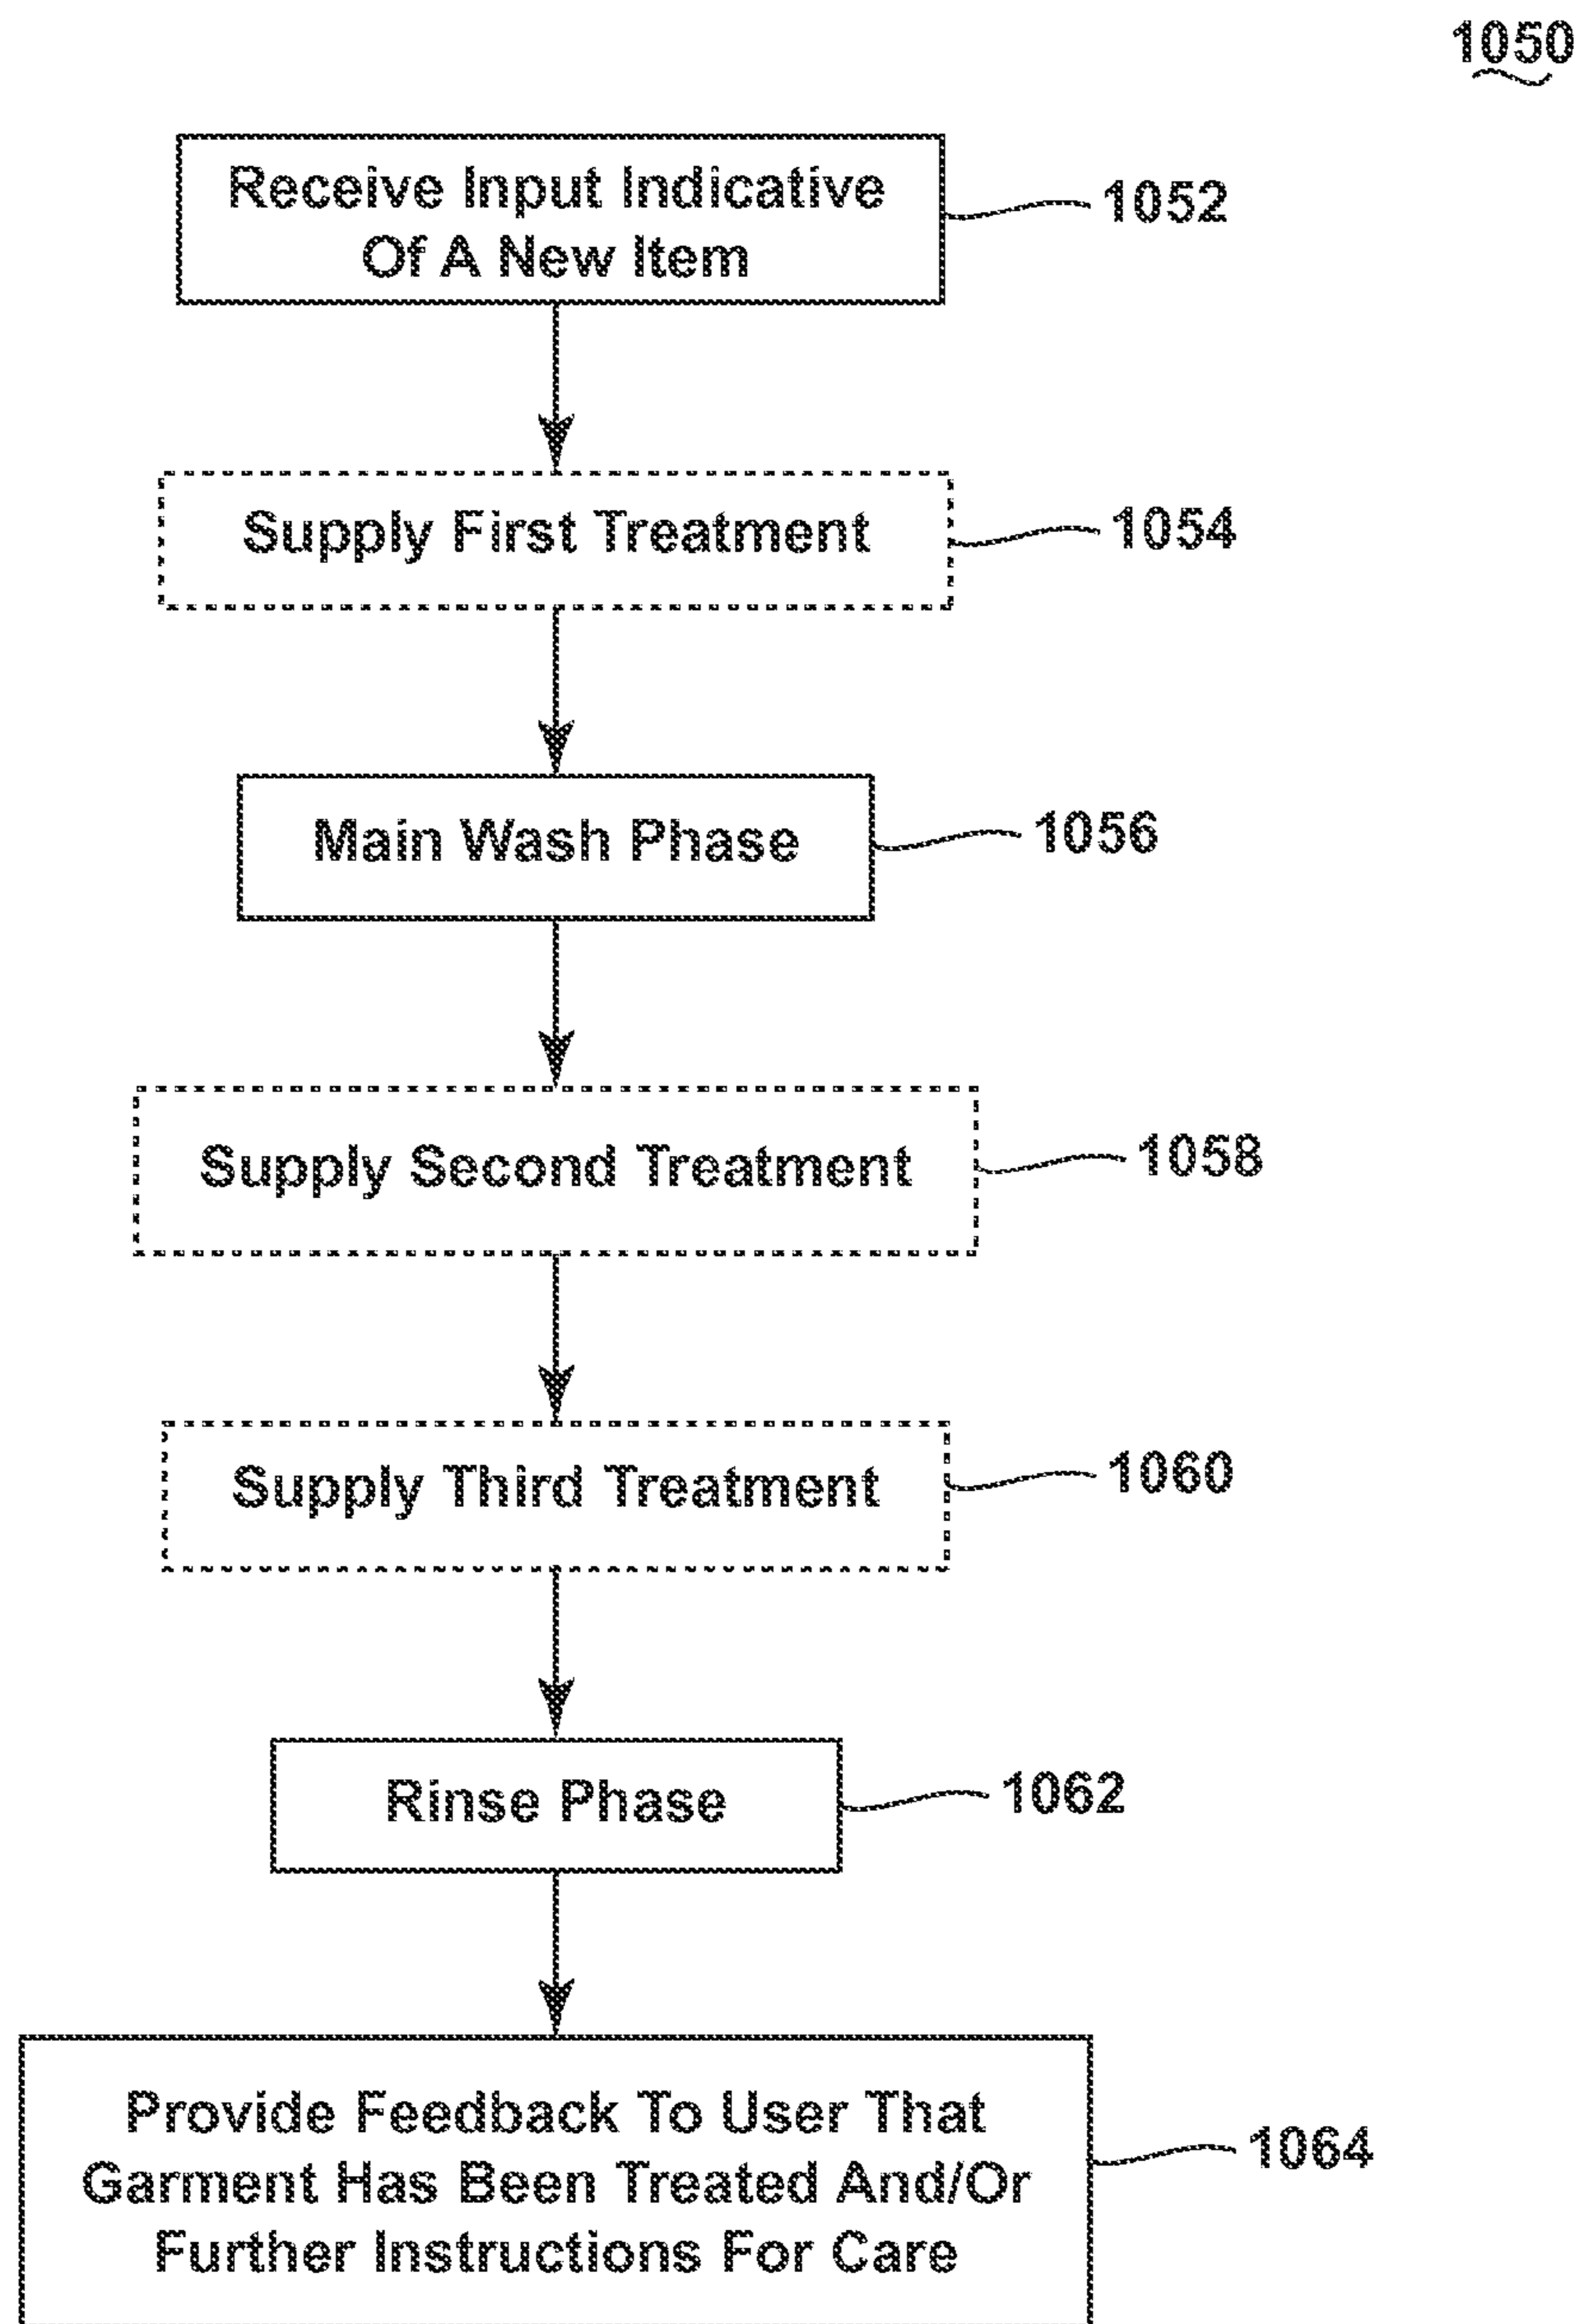 1050
Receive Input Indicative
Of A New Item
1052
Supply First Treatment
1054
Main Wash Phase
1056
Supply Second Treatment
1058
Supply Third Treatment
1060
Rinse Phase
1062
Provide Feedback To User That
Garment Has Been Treated And/Or
Further Instructions For Care
1064